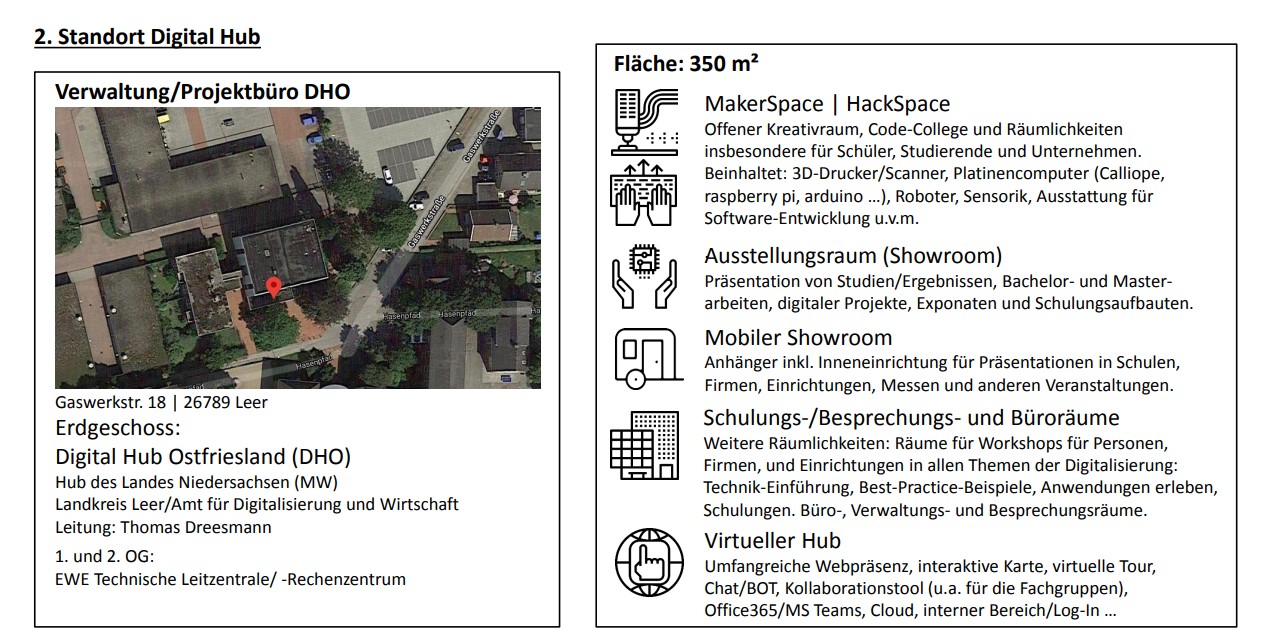 2. Standort Digital Hub
Verwaltung/Projektbüro DHO
Gaswerkstraße
Gaswerkstraße
Hasenpfad
Hasenpfad
Ha
Hasenpfad
pfad
Gaswerkstr. 18 | 26789 Leer
Erdgeschoss:
Digital Hub Ostfriesland (DHO)
Hub des Landes Niedersachsen (MW)
Landkreis Leer/Amt für Digitalisierung und Wirtschaft
Leitung: Thomas Dreesmann
1. und 2. OG:
EWE Technische Leitzentrale/ -Rechenzentrum
Fläche: 350 m²
MakerSpace | HackSpace
Offener Kreativraum, Code-College und Räumlichkeiten
insbesondere für Schüler, Studierende und Unternehmen.
Beinhaltet: 3D-Drucker/Scanner, Platinencomputer (Calliope,
raspberry pi, arduino …), Roboter, Sensorik, Ausstattung für
Software-Entwicklung u.v.m.
Ausstellungsraum (Showroom)
Präsentation von Studien/Ergebnissen, Bachelor- und Master-
arbeiten, digitaler Projekte, Exponaten und Schulungsaufbauten.
Mobiler Showroom
Anhänger inkl. Inneneinrichtung für Präsentationen in Schulen,
Firmen, Einrichtungen, Messen und anderen Veranstaltungen.
Schulungs-/Besprechungs- und Büroräume
Weitere Räumlichkeiten: Räume für Workshops für Personen,
Firmen, und Einrichtungen in allen Themen der Digitalisierung:
Technik-Einführung, Best-Practice-Beispiele, Anwendungen erleben,
Schulungen. Büro-, Verwaltungs- und Besprechungsräume.
Virtueller Hub
Umfangreiche Webpräsenz, interaktive Karte, virtuelle Tour,
Chat/BOT, Kollaborationstool (u.a. für die Fachgruppen),
Office365/MS Teams, Cloud, interner Bereich/Log-In …